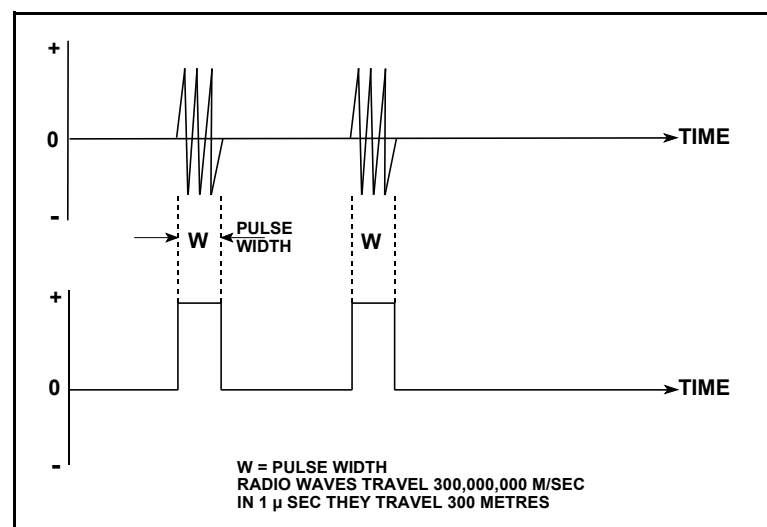 +
0
TIME
-
W
PULSE
WIDTH
W
+
0
TIME
-
W = PULSE WIDTH
RADIO WAVES TRAVEL 300,000,000 M/SEC
IN 1 µ SEC THEY TRAVEL 300 METRES